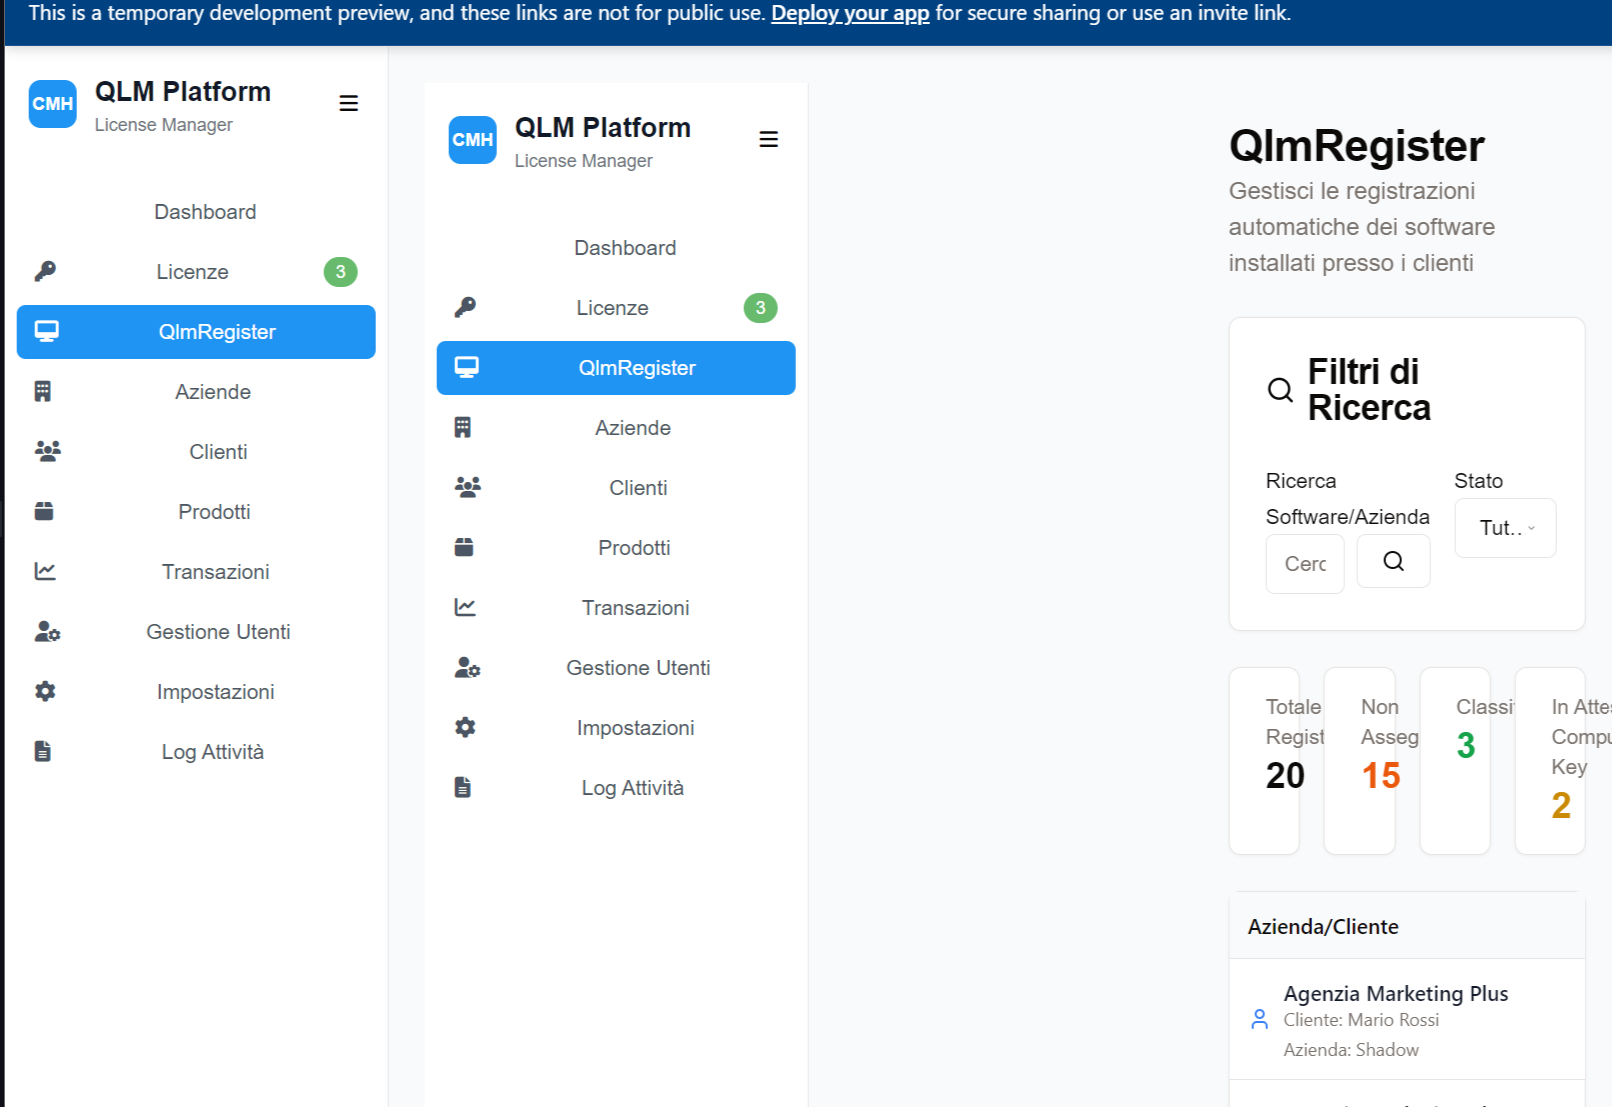 This is a temporary development preview, and these links are not for public use. Deploy your app for secure sharing or use an invite link.
CMH
QLM Platform
License Manager
Dashboard
Licenze
3
QlmRegister
Aziende
Clienti
Prodotti
Transazioni
Gestione Utenti
Impostazioni
Log Attività
CMH
QLM Platform
License Manager
Dashboard
Licenze
3
QlmRegister
Aziende
Clienti
Prodotti
Transazioni
Gestione Utenti
Impostazioni
Log Attività
QlmRegister
Gestisci le registrazioni
automatiche dei software
installati presso i clienti
Filtri di
Ricerca
Ricerca
Software/Azienda
Cerc
Stato
Tut..
Totale
Regist
20
Non
Asseg
15
Classi
3
In Atte
Compu
Key
2
Azienda/Cliente
Agenzia Marketing Plus
Cliente: Mario Rossi
Azienda: Shadow